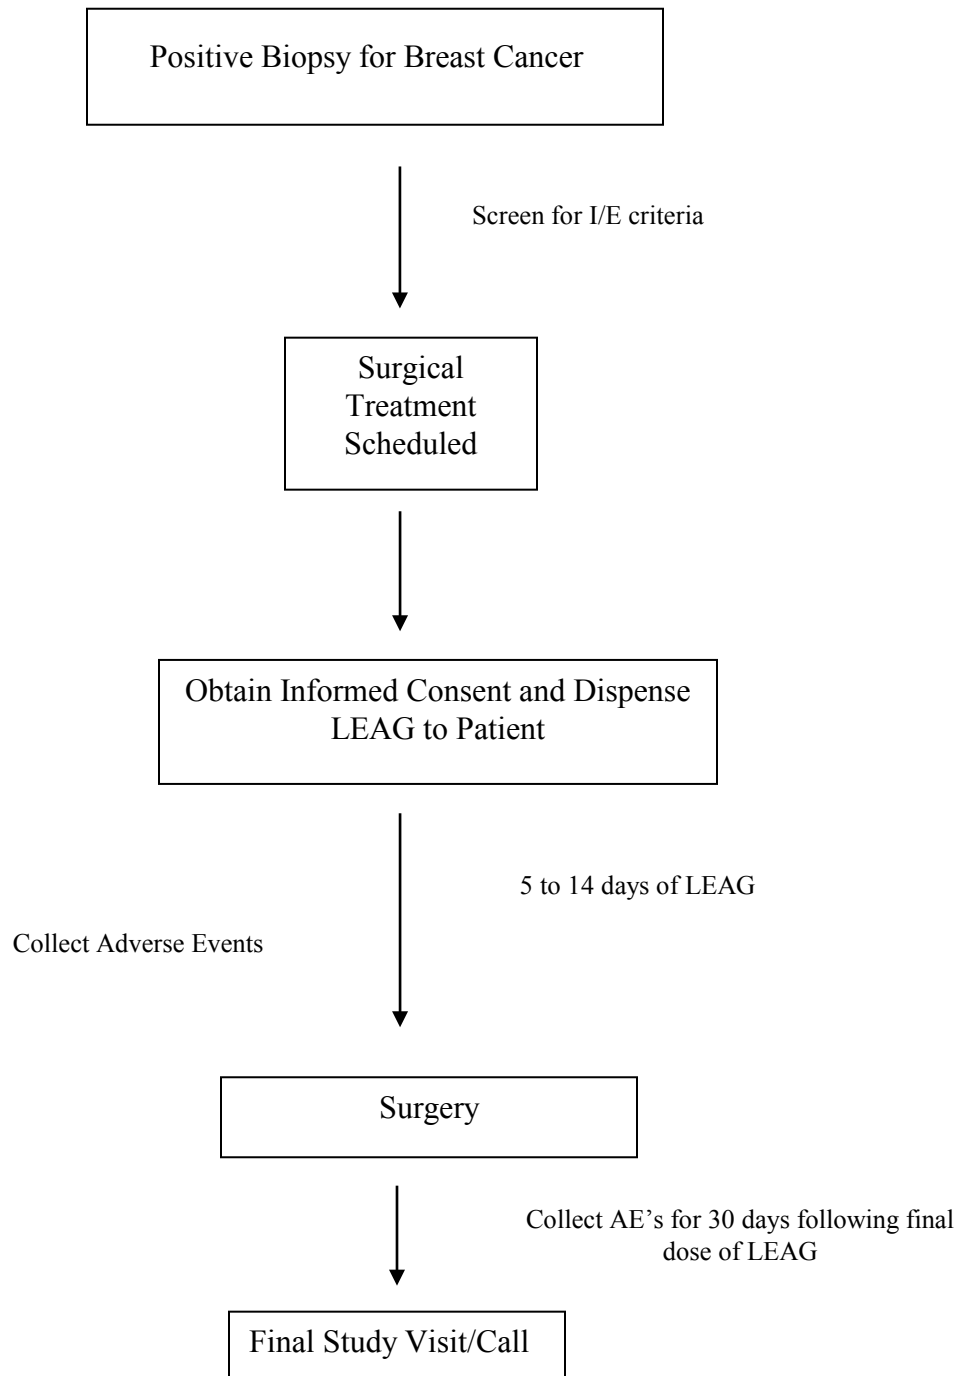 Positive Biopsy for Breast Cancer
Screen for I/E criteria
Surgical
Treatment
Scheduled
Obtain Informed Consent and Dispense
LEAG to Patient
5 to 14 days of LEAG
Collect Adverse Events
Surgery
Collect AE’s for 30 days following final
dose of LEAG
Final Study Visit/Call